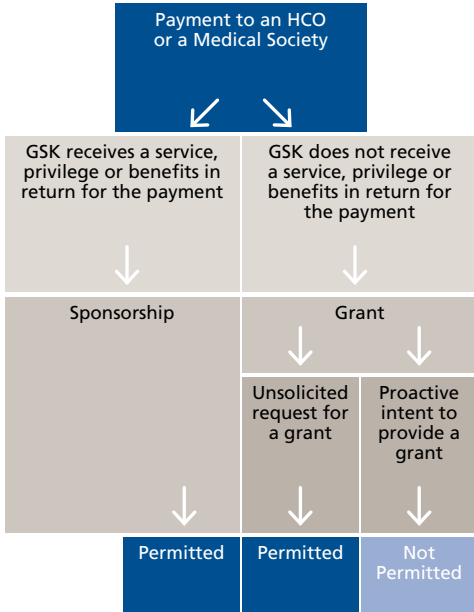 Payment to an HCO
or a Medical Society
GSK receives a service,
privilege or benefits in
return for the payment
GSK does not receive
a service, privilege or
benefits in return for
the payment
Sponsorship
Grant
Unsolicited
request for
a grant
Proactive
intent to
provide a
grant
Permitted
Permitted
Not
Permitted